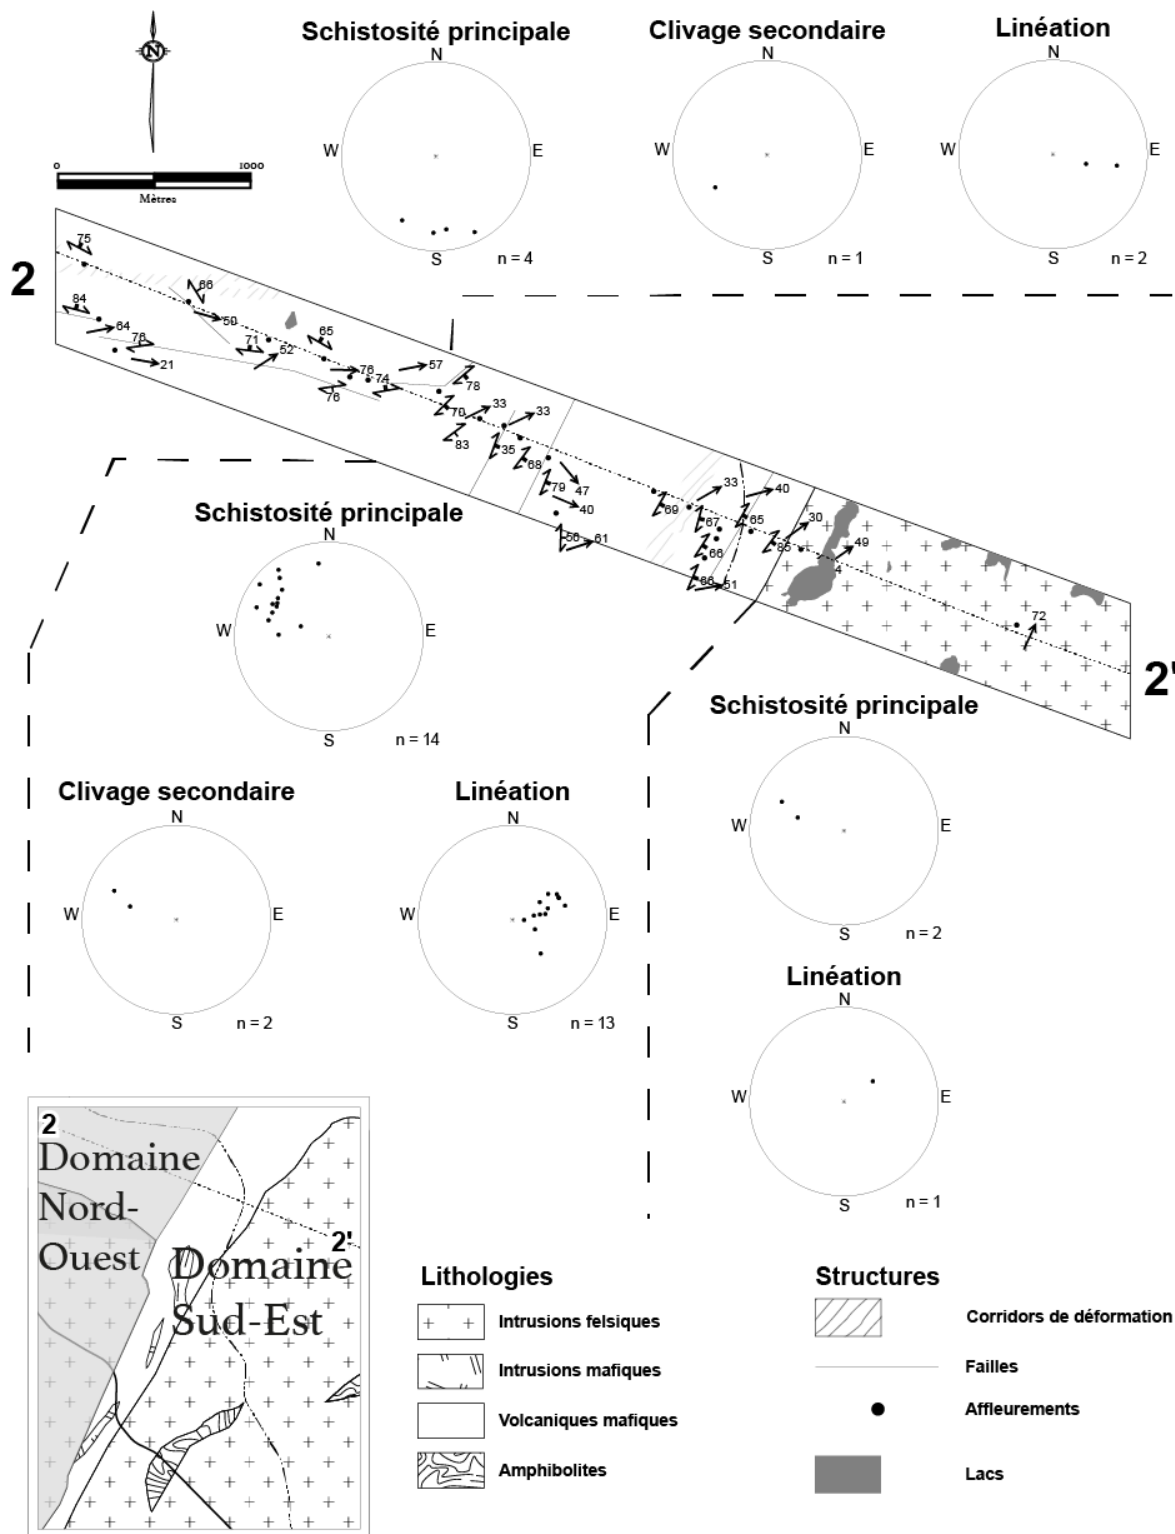 Schistosité principale
Clivage secondaire
Linéation
N
N
N
N
W
E
W
E
W
E
S
S
S
n = 4
n = 1
n = 2
0
1000
Mètres
2
75
66
84
64
76
50
71
52
65
21
76
74
76
57
78
70
33
33
83
35
68
79
47
40
56
61
69
33
40
67
65
66
85
30
49
4
66
51
72
2'
Schistosité principale
N
W
E
S
n = 14
Clivage secondaire
N
W
E
S
n = 2
Linéation
N
W
E
S
n = 13
Schistosité principale
N
W
E
S
n = 2
Linéation
N
W
E
S
n = 1
2
Domaine
Nord-
Ouest
2'
Domaine
Sud-Est
Lithologies
Intrusions felsiques
Intrusions mafiques
Volcaniques mafiques
Amphibolites
Structures
Corridors de déformation
Failles
Affleurements
Lacs